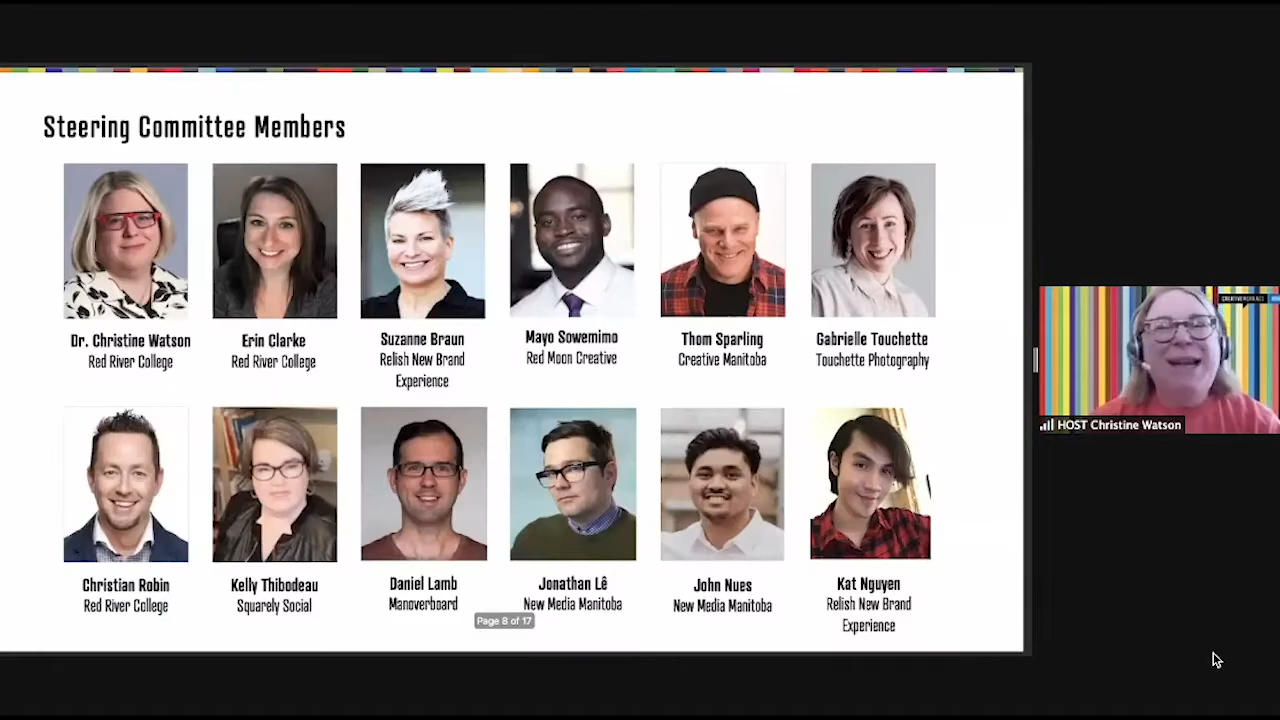 Steering Committee Members
Dr. Christine Watson
Red River College
Erin Clarke
Red River College
Suzanne Braun
Relish New Brand
Experience
Mayo Sowemimo
Red Moon Creative
Thom Sparling
Creative Manitoba
Gabrielle Touchette
Touchette Photography
Christian Robin
Red River College
Kelly Thibodeau
Squarely Social
Daniel Lamb
Manoverboard
Jonathan Lê
New Media Manitoba
John Nues
New Media Manitoba
Kat Nguyen
Relish New Brand
Experience
Page 8 of 17
HOST Christine Watson